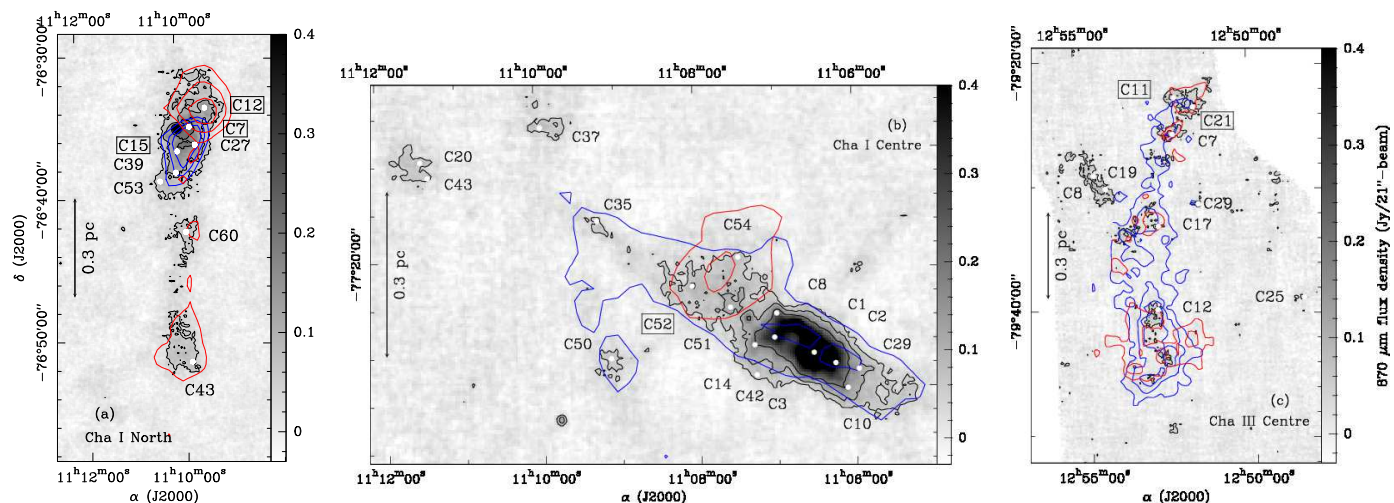 11ʰ12ᵐ00ˢ 11ʰ10ᵐ00ˢ
0.4
0.3
0.2
0.1
0
−76°30'00"
−76°40'00"
−76°50'00"
δ (J2000)
0.3 pc
C12
C7
C15
C27
C39
C53
C60
C43
(a)
Cha I North
11ʰ12ᵐ00ˢ 11ʰ10ᵐ00ˢ
α (J2000)
11ʰ12ᵐ00ˢ 11ʰ10ᵐ00ˢ 11ʰ08ᵐ00ˢ 11ʰ06ᵐ00ˢ
0.4
0.3
0.2
0.1
0
−77°20'00"
0.3 pc
(b)
Cha I Centre
C37
C20
C43
C35
C54
C8
C1
C2
C52
C50
C51
C29
C14
C42
C3
C10
11ʰ12ᵐ00ˢ 11ʰ10ᵐ00ˢ 11ʰ08ᵐ00ˢ 11ʰ06ᵐ00ˢ
α (J2000)
12ʰ55ᵐ00ˢ 12ʰ50ᵐ00ˢ
0.4
0.3
0.2
0.1
0
870 μm flux density (Jy/21"−beam)
−79°20'00"
−79°40'00"
0.3 pc
C11
C21
C7
C19
C8
C29
C17
C25
C12
(c)
Cha III Centre
12ʰ55ᵐ00ˢ 12ʰ50ᵐ00ˢ
α (J2000)